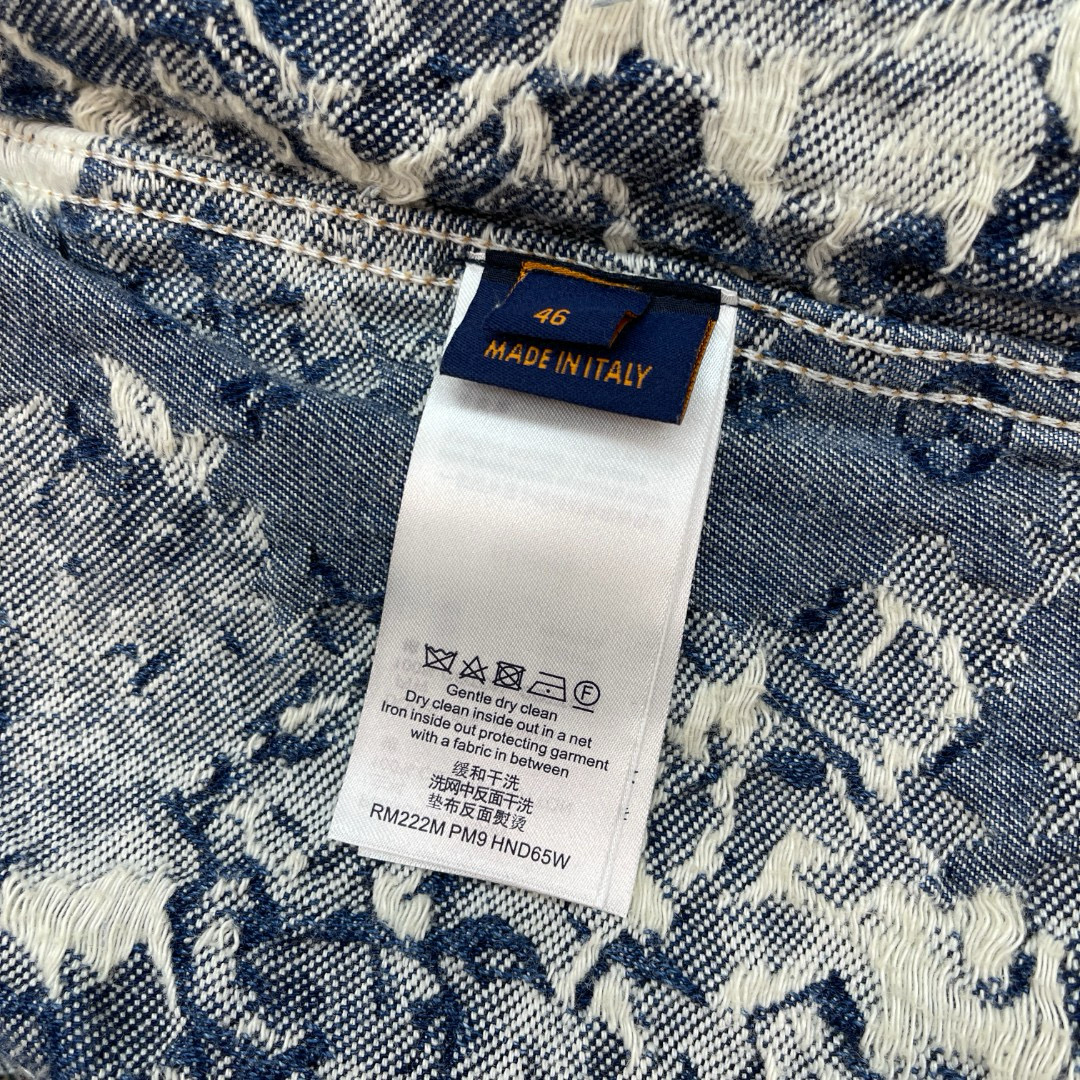 46
MADE IN ITALY
F
Gentle dry clean
Dry clean inside out in a net
Iron inside out protecting garment
with a fabric in between
缓和干洗
洗网中反面干洗
垫布反面熨烫
RM222M PM9 HND65W